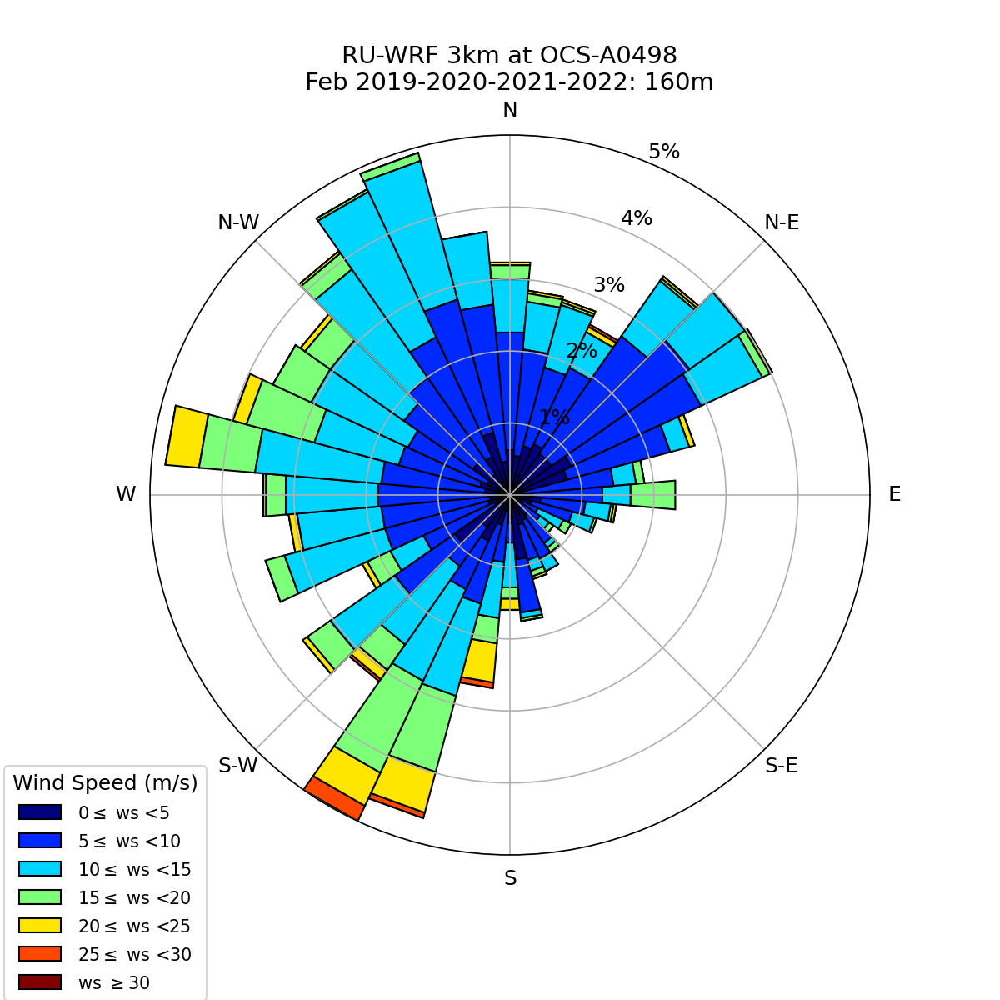 RU-WRF 3km at OCS-A0498
Feb 2019-2020-2021-2022: 160m
N
5%
N-W
4%
N-E
3%
2%
1%
W
E
S-W
S-E
S
Wind Speed (m/s)
0 ≤ ws <5
5 ≤ ws <10
10 ≤ ws <15
15 ≤ ws <20
20 ≤ ws <25
25 ≤ ws <30
ws ≥ 30